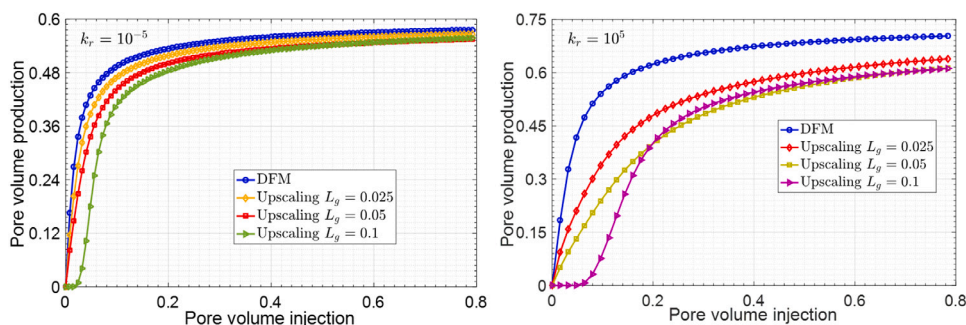 k_r = 10^{-5}
Pore volume production
0.6
0.48
0.36
0.24
0.12
0
DFM
Upscaling L_g = 0.025
Upscaling L_g = 0.05
Upscaling L_g = 0.1
0 0.2 0.4 0.6 0.8
Pore volume injection
k_r = 10^5
Pore volume production
0.75
0.6
0.45
0.3
0.15
0
DFM
Upscaling L_g = 0.025
Upscaling L_g = 0.05
Upscaling L_g = 0.1
0 0.2 0.4 0.6 0.8
Pore volume injection